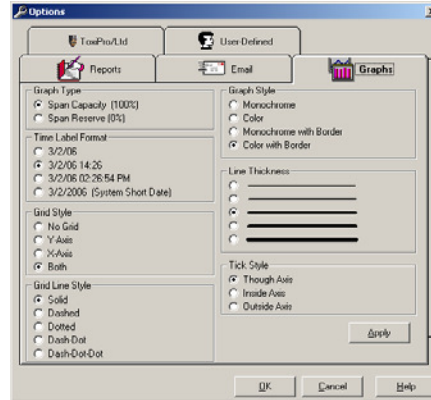 Options
ToxiPro/Ltd
User-Defined
Reports
Email
Graphs
Graph Type
Span Capacity (100%)
Span Reserve (0%)
Time Label Format
3/2/06
3/2/06 14:26
3/2/06 02:26:54 PM
3/2/2006 (System Short Date)
Grid Style
No Grid
Y-Axis
X-Axis
Both
Grid Line Style
Solid
Dashed
Dotted
Dash-Dot
Dash-Dot-Dot
Graph Style
Monochrome
Color
Monochrome with Border
Color with Border
Line Thickness
Tick Style
Though Axis
Inside Axis
Outside Axis
Apply
OK
Cancel
Help